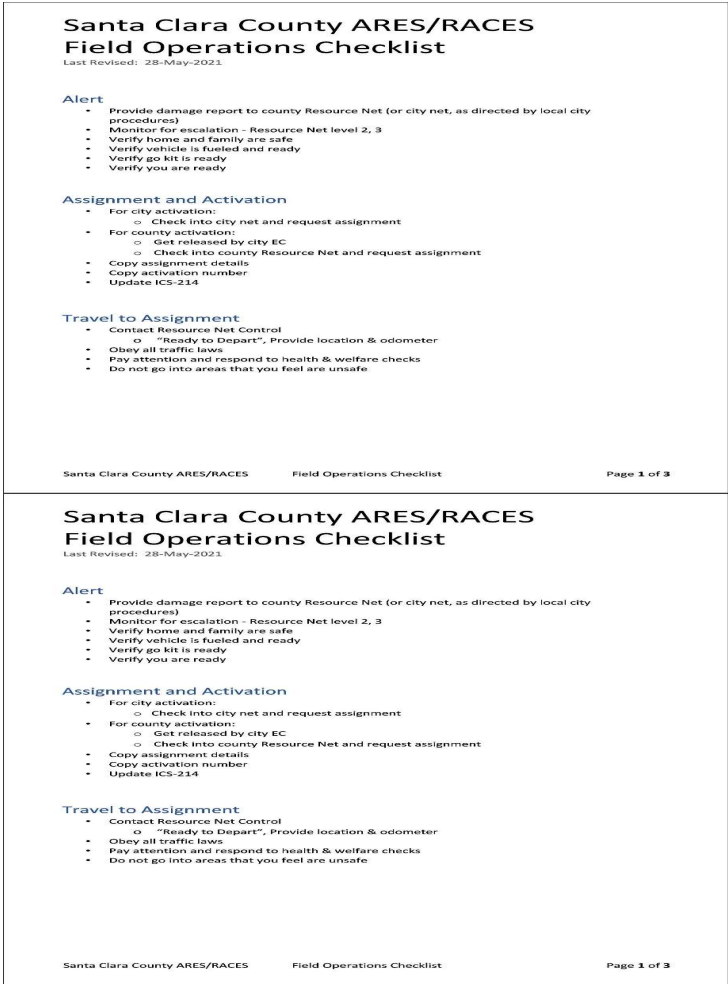 Santa Clara County ARES/RACES
Field Operations Checklist
Last Revised: 28-May-2021
Alert
• Provide damage report to county Resource Net (or city net, as directed by local city
procedures)
• Monitor for escalation - Resource Net level 2, 3
• Verify home and family are safe
• Verify vehicle is fueled and ready
• Verify go kit is ready
• Verify you are ready
Assignment and Activation
• For city activation:
o Check into city net and request assignment
• For county activation:
o Get released by city EC
o Check into county Resource Net and request assignment
• Copy assignment details
• Copy activation number
• Update ICS-214
Travel to Assignment
• Contact Resource Net Control
o “Ready to Depart”, Provide location & odometer
• Obey all traffic laws
• Pay attention and respond to health & welfare checks
• Do not go into areas that you feel are unsafe
Santa Clara County ARES/RACES Field Operations Checklist Page 1 of 3
Santa Clara County ARES/RACES
Field Operations Checklist
Last Revised: 28-May-2021
Alert
• Provide damage report to county Resource Net (or city net, as directed by local city
procedures)
• Monitor for escalation - Resource Net level 2, 3
• Verify home and family are safe
• Verify vehicle is fueled and ready
• Verify go kit is ready
• Verify you are ready
Assignment and Activation
• For city activation:
o Check into city net and request assignment
• For county activation:
o Get released by city EC
o Check into county Resource Net and request assignment
• Copy assignment details
• Copy activation number
• Update ICS-214
Travel to Assignment
• Contact Resource Net Control
o “Ready to Depart”, Provide location & odometer
• Obey all traffic laws
• Pay attention and respond to health & welfare checks
• Do not go into areas that you feel are unsafe
Santa Clara County ARES/RACES Field Operations Checklist Page 1 of 3